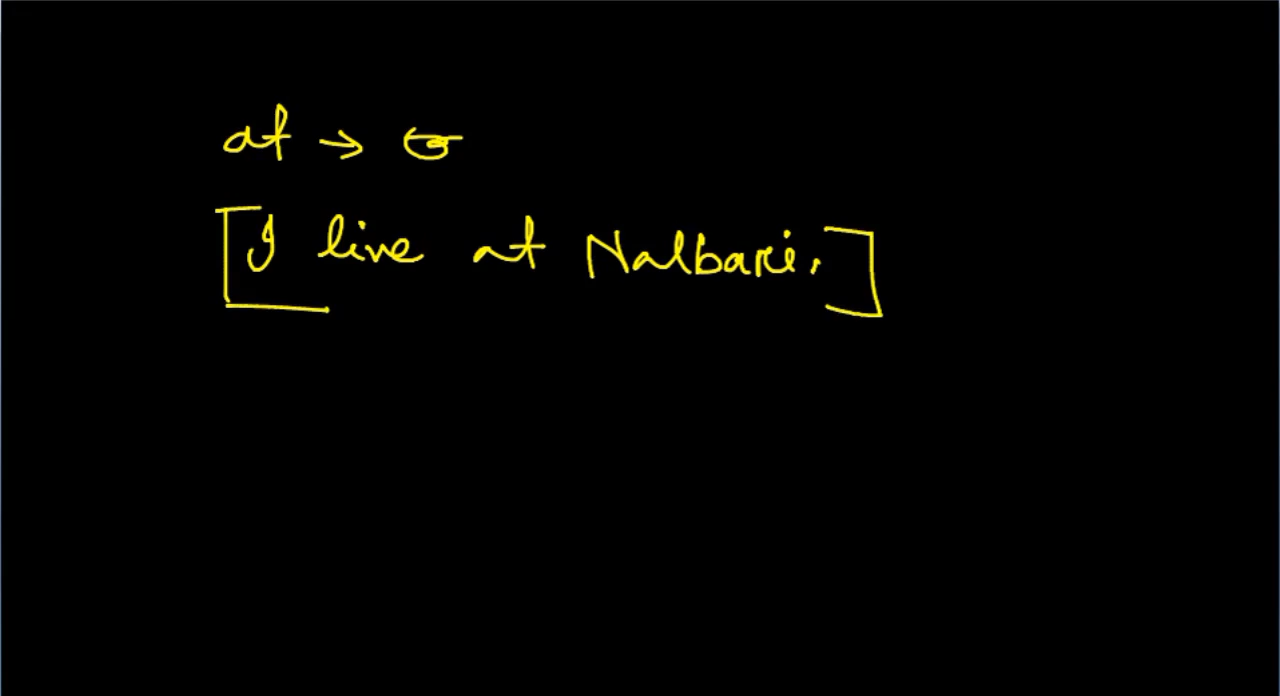 at → ত
[I live at Nalbari.]